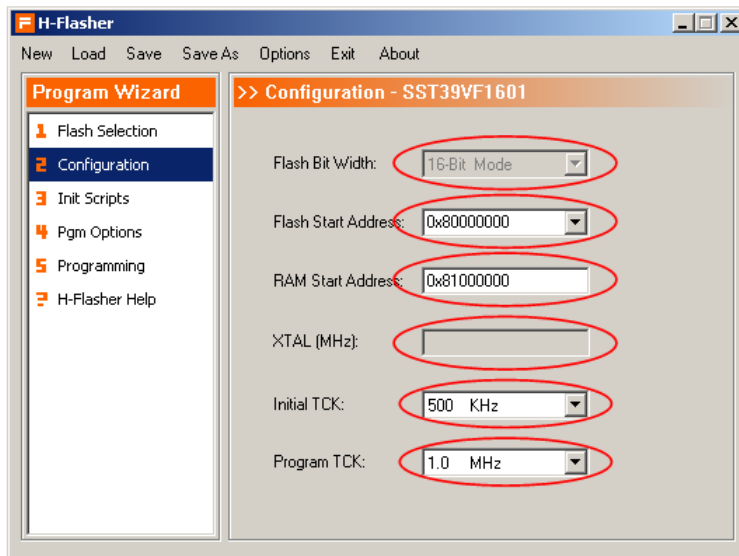 H-Flasher
New Load Save Save As Options Exit About
Program Wizard
1 Flash Selection
2 Configuration
3 Init Scripts
4 Pgm Options
5 Programming
? H-Flasher Help
>> Configuration - SST39VF1601
Flash Bit Width: 16-Bit Mode
Flash Start Address: 0x80000000
RAM Start Address: 0x81000000
XTAL (MHz):
Initial TCK: 500 KHz
Program TCK: 1.0 MHz